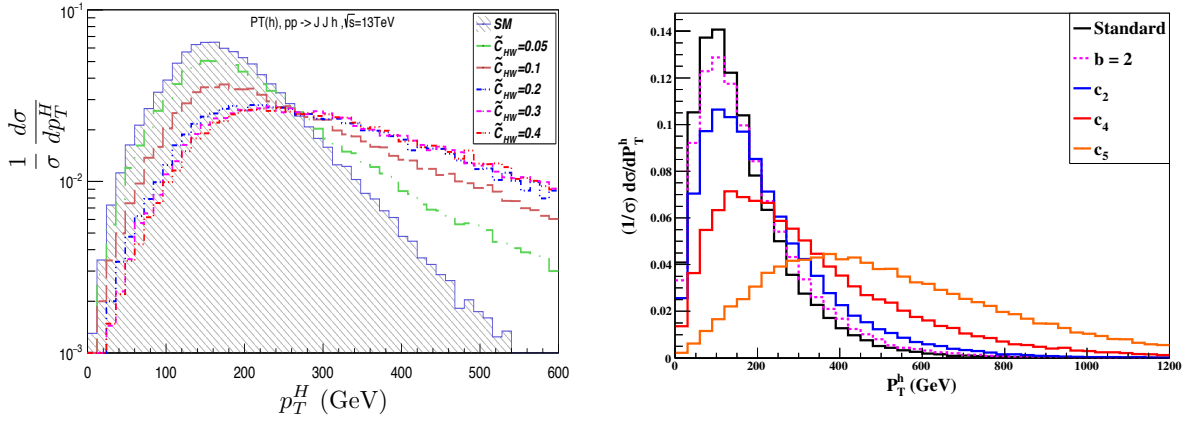 PT(h), pp -> J J h ,√s=13TeV
SM
C̃HW=0.05
C̃HW=0.1
C̃HW=0.2
C̃HW=0.3
C̃HW=0.4
1/σ dσ/dp_T^H
10⁻¹
10⁻²
10⁻³
0 100 200 300 400 500 600
p_T^H (GeV)
Standard
b = 2
c₂
c₄
c₅
(1/σ) dσ/dP_T^h
0.14
0.12
0.1
0.08
0.06
0.04
0.02
0
0 200 400 600 800 1000 1200
P_T^h (GeV)